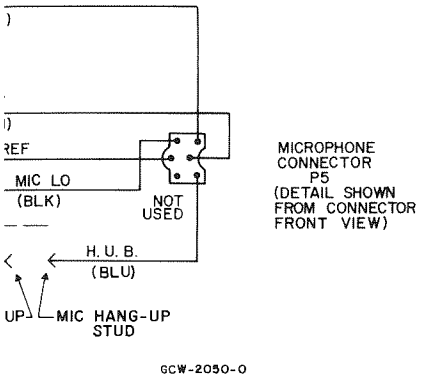 )
)
REF
MIC LO
(BLK)
NOT
USED
MICROPHONE
CONNECTOR
P5
(DETAIL SHOWN
FROM CONNECTOR
FRONT VIEW)
H. U. B.
(BLU)
UP
MIC HANG-UP
STUD
GCW-2050-0